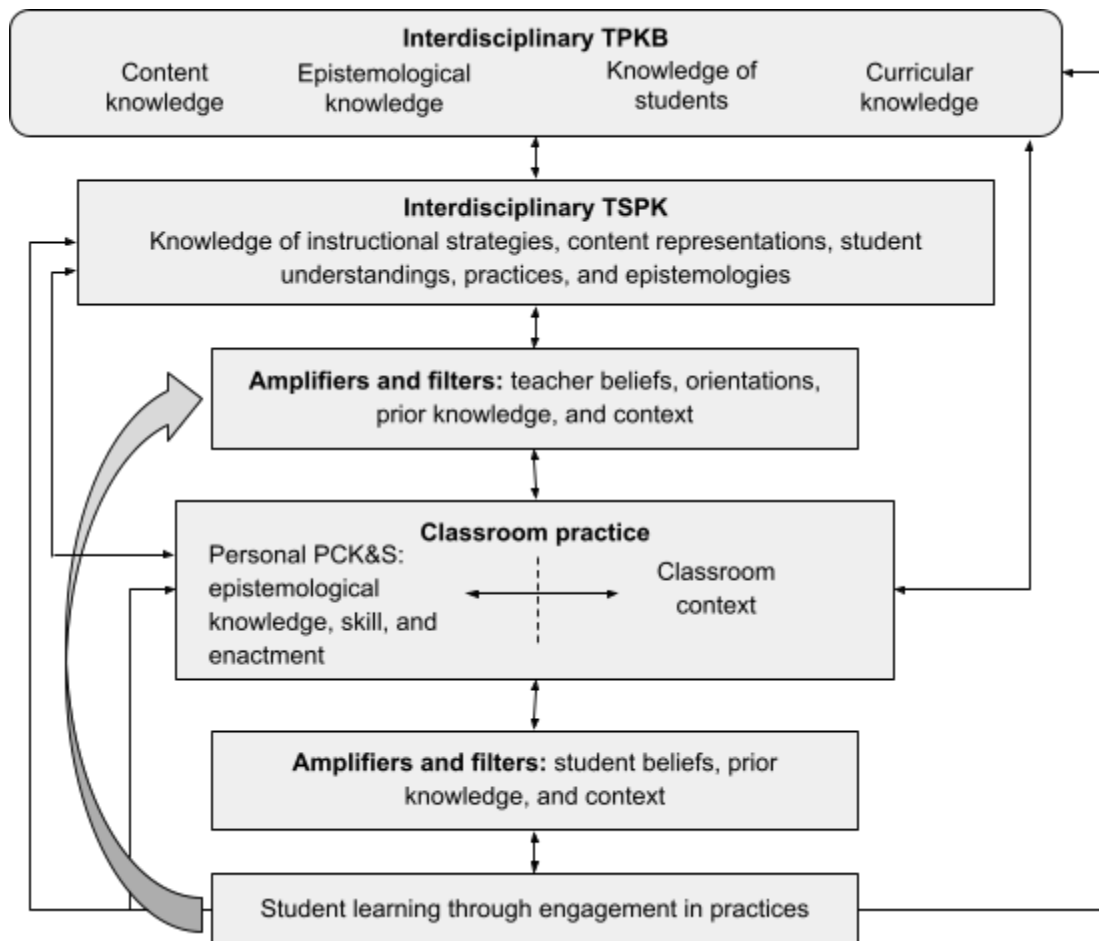 Interdisciplinary TPKB
Content
knowledge
Epistemological
knowledge
Knowledge of
students
Curricular
knowledge
Interdisciplinary TSPK
Knowledge of instructional strategies, content representations, student
understandings, practices, and epistemologies
Amplifiers and filters: teacher beliefs, orientations,
prior knowledge, and context
Classroom practice
Personal PCK&S:
epistemological
knowledge, skill, and
enactment
Classroom
context
Amplifiers and filters: student beliefs, prior
knowledge, and context
Student learning through engagement in practices